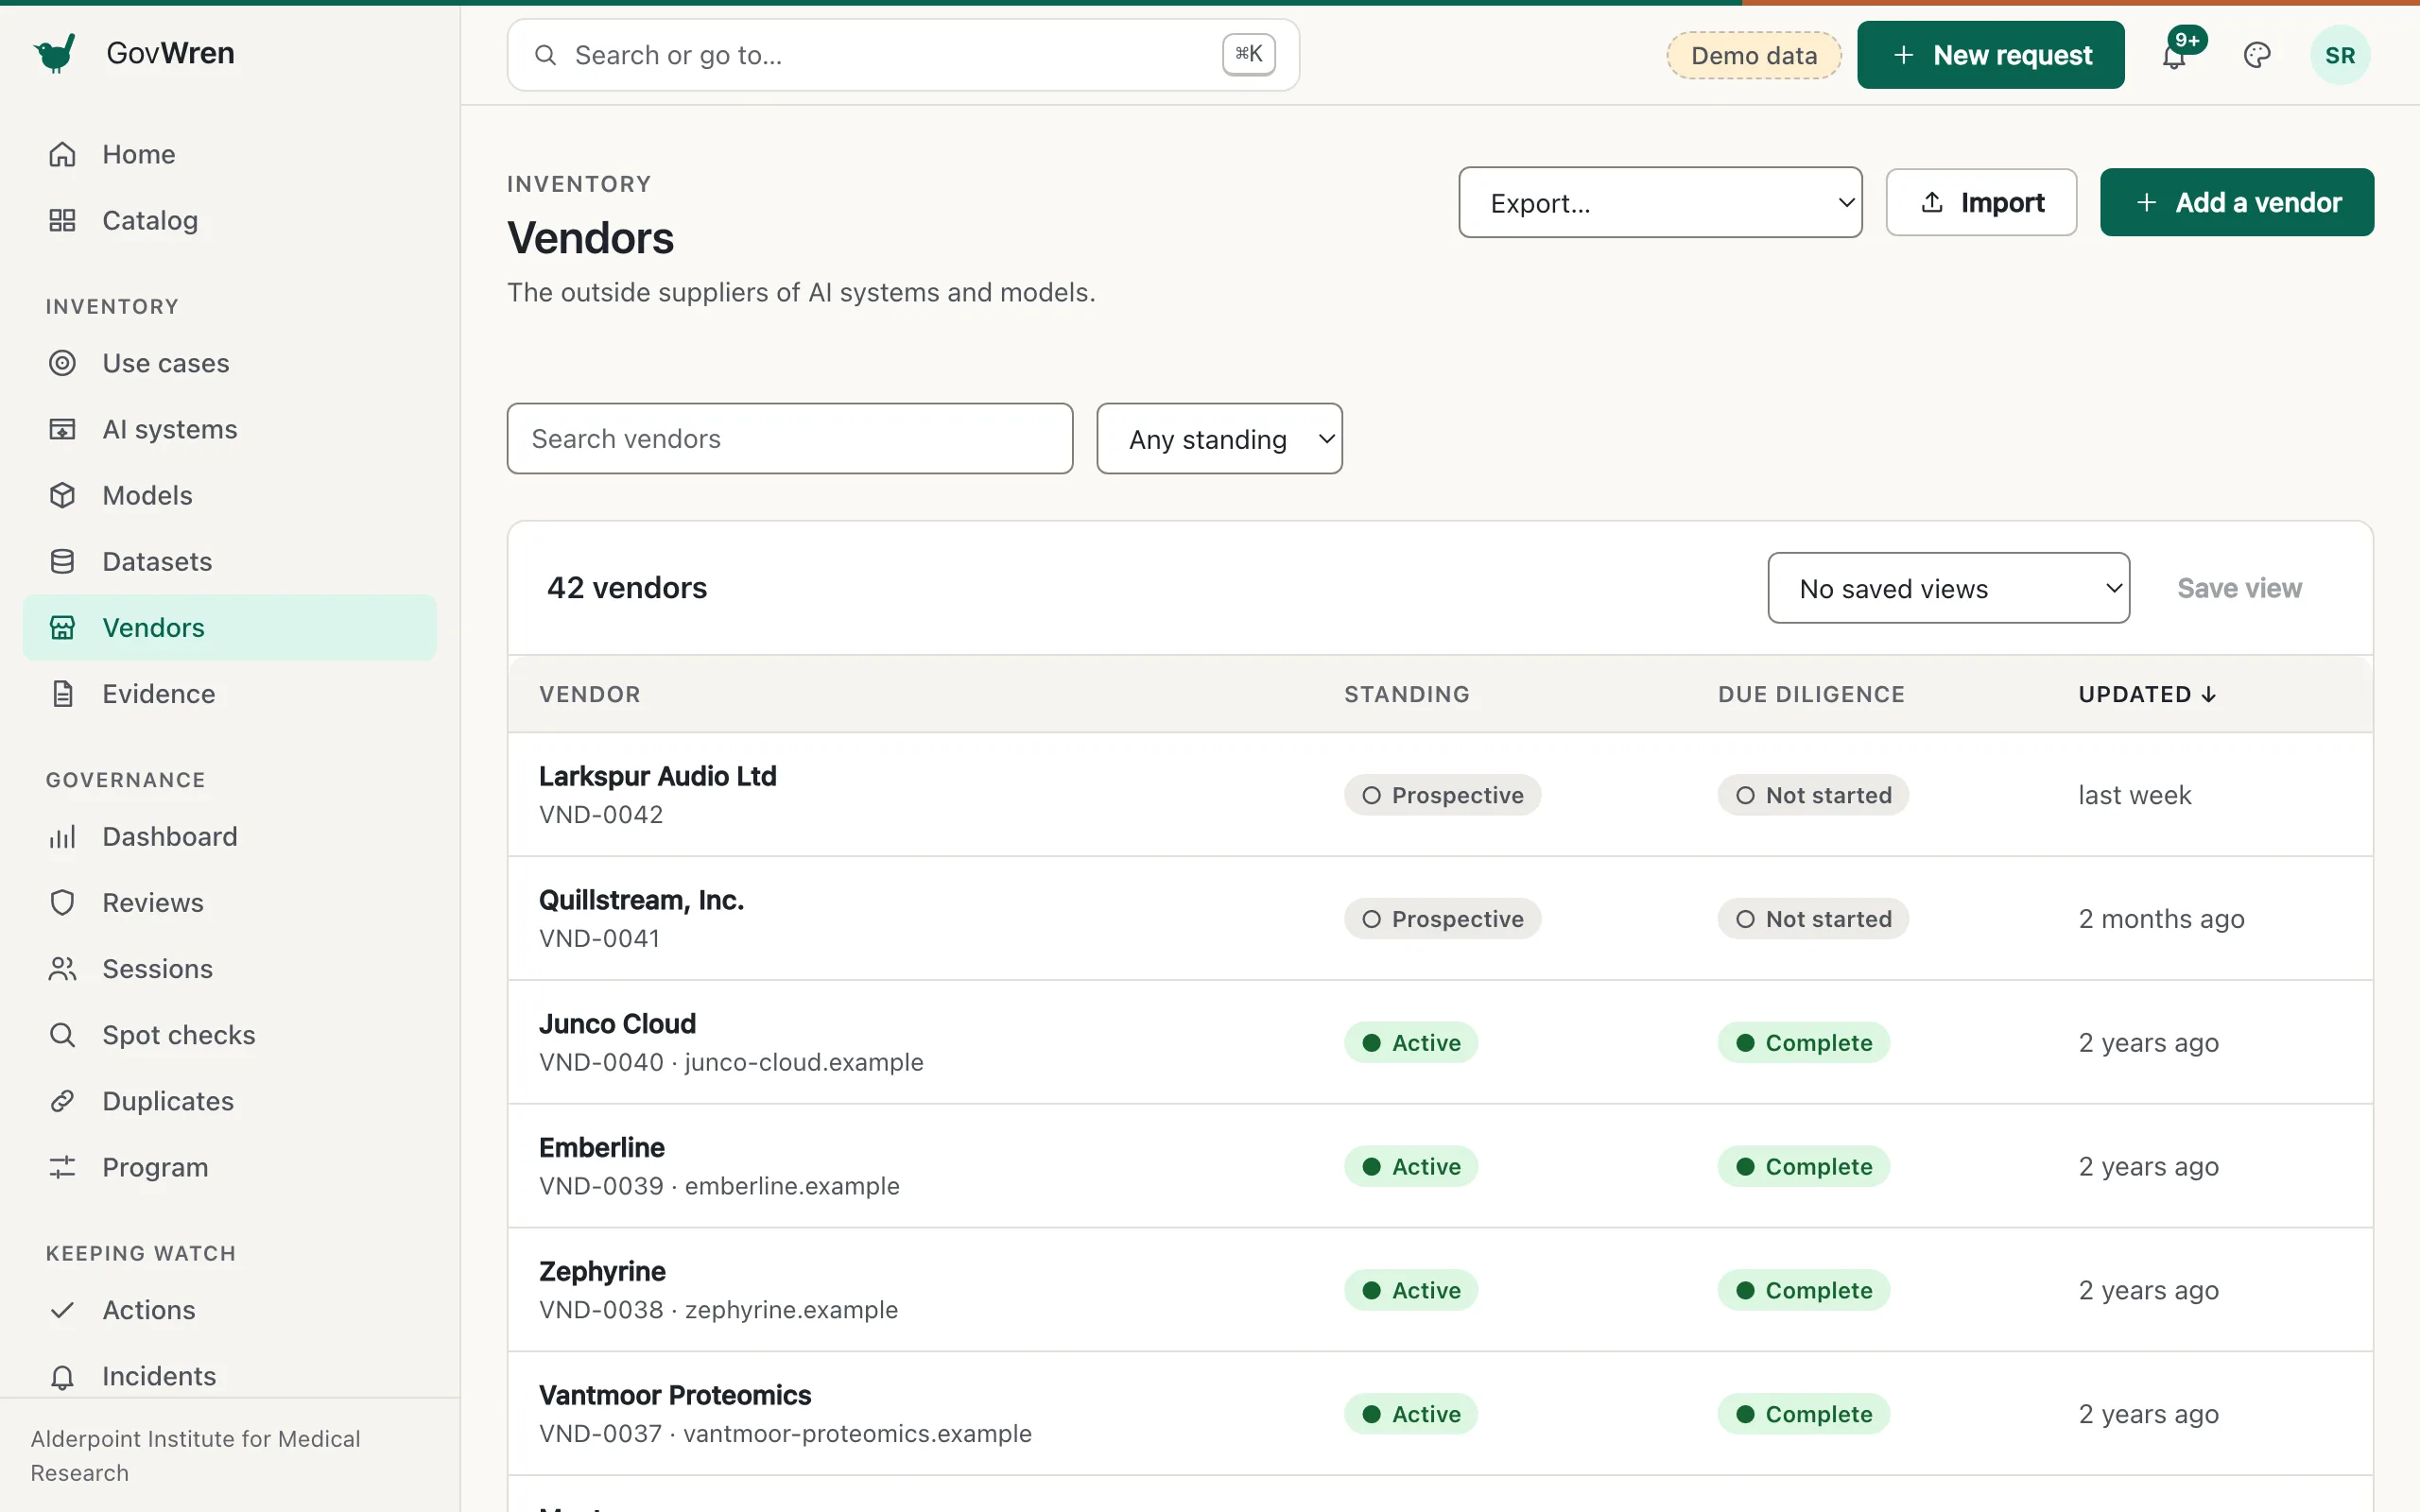 GovWren
Search or go to...
⌘K
Demo data
+ New request
9+
SR
Home
Catalog
INVENTORY
Use cases
AI systems
Models
Datasets
Vendors
Evidence
GOVERNANCE
Dashboard
Reviews
Sessions
Spot checks
Duplicates
Program
KEEPING WATCH
Actions
Incidents
Alderpoint Institute for Medical
Research
INVENTORY
Vendors
The outside suppliers of AI systems and models.
Export...
Import
+ Add a vendor
Search vendors
Any standing
42 vendors
No saved views
Save view
VENDOR STANDING DUE DILIGENCE UPDATED ↓
Larkspur Audio Ltd
VND-0042
Prospective
Not started
last week
Quillstream, Inc.
VND-0041
Prospective
Not started
2 months ago
Junco Cloud
VND-0040 · junco-cloud.example
Active
Complete
2 years ago
Emberline
VND-0039 · emberline.example
Active
Complete
2 years ago
Zephyrine
VND-0038 · zephyrine.example
Active
Complete
2 years ago
Vantmoor Proteomics
VND-0037 · vantmoor-proteomics.example
Active
Complete
2 years ago